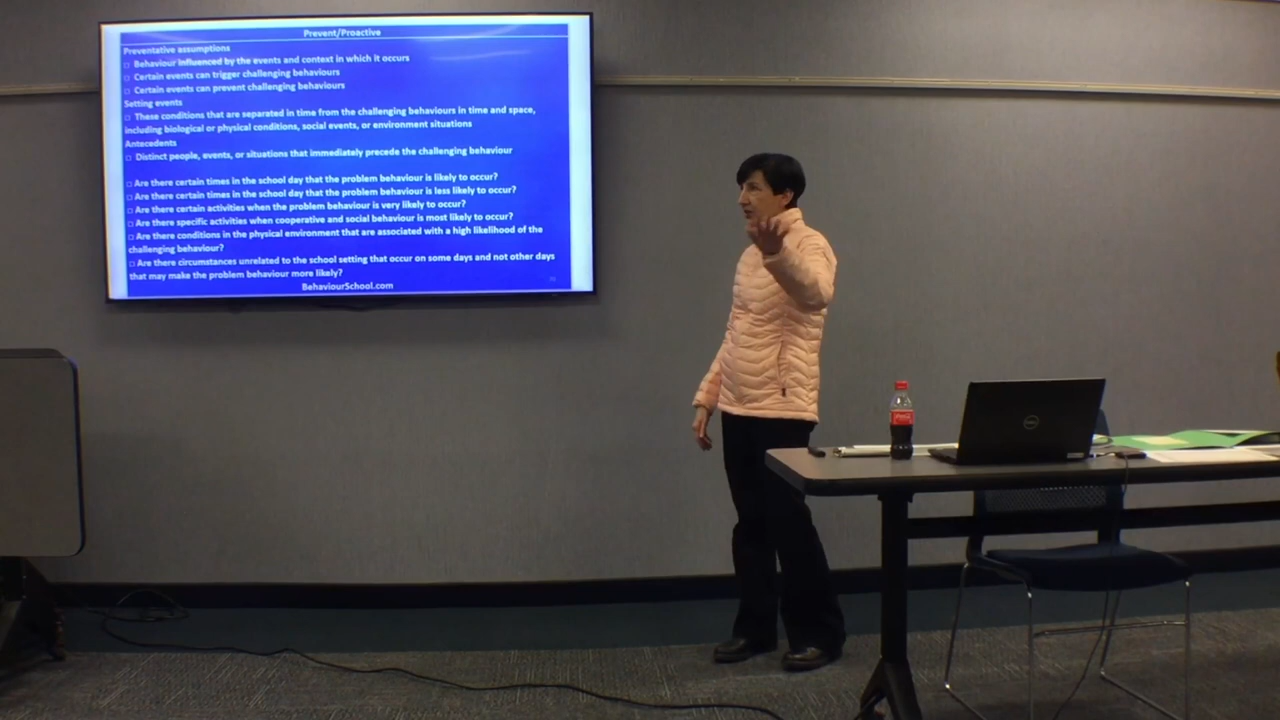 Prevent/Proactive
Preventative assumptions
□ Behaviour influenced by the events and context in which it occurs
□ Certain events can trigger challenging behaviours
□ Certain events can prevent challenging behaviours
Setting events
□ These conditions that are separated in time from the challenging behaviours in time and space,
including biological or physical conditions, social events, or environment situations
Antecedents
□ Distinct people, events, or situations that immediately precede the challenging behaviour
□ Are there certain times in the school day that the problem behaviour is likely to occur?
□ Are there certain times in the school day that the problem behaviour is less likely to occur?
□ Are there certain activities when the problem behaviour is very likely to occur?
□ Are there specific activities when cooperative and social behaviour is most likely to occur?
□ Are there conditions in the physical environment that are associated with a high likelihood of the
challenging behaviour?
□ Are there circumstances unrelated to the school setting that occur on some days and not other days
that may make the problem behaviour more likely?
BehaviourSchool.com
DELL